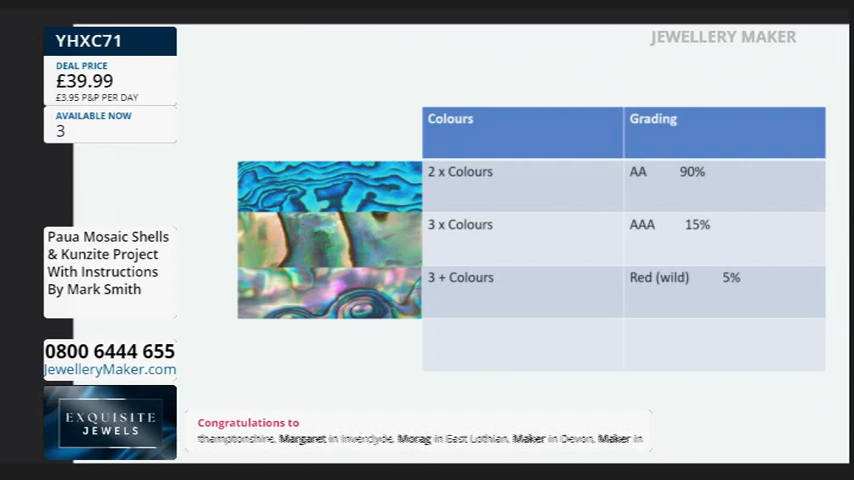 YHXC71
DEAL PRICE
£39.99
£3.95 P&P PER DAY
AVAILABLE NOW
3
JEWELLERY MAKER
Colours Grading
2 x Colours AA 90%
3 x Colours AAA 15%
3 + Colours Red (wild) 5%
Paua Mosaic Shells
& Kunzite Project
With Instructions
By Mark Smith
0800 6444 655
JewelleryMaker.com
EXQUISITE
JEWELS
Congratulations to
thamptonshire, Margaret in Inverclyde, Morag in East Lothian, Maker in Devon, Maker in